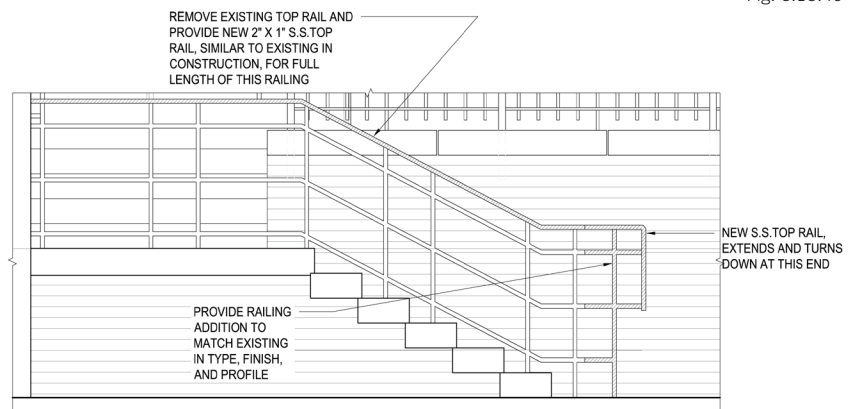 REMOVE EXISTING TOP RAIL AND
PROVIDE NEW 2" X 1" S.S.TOP
RAIL, SIMILAR TO EXISTING IN
CONSTRUCTION, FOR FULL
LENGTH OF THIS RAILING
NEW S.S.TOP RAIL,
EXTENDS AND TURNS
DOWN AT THIS END
PROVIDE RAILING
ADDITION TO
MATCH EXISTING
IN TYPE, FINISH,
AND PROFILE